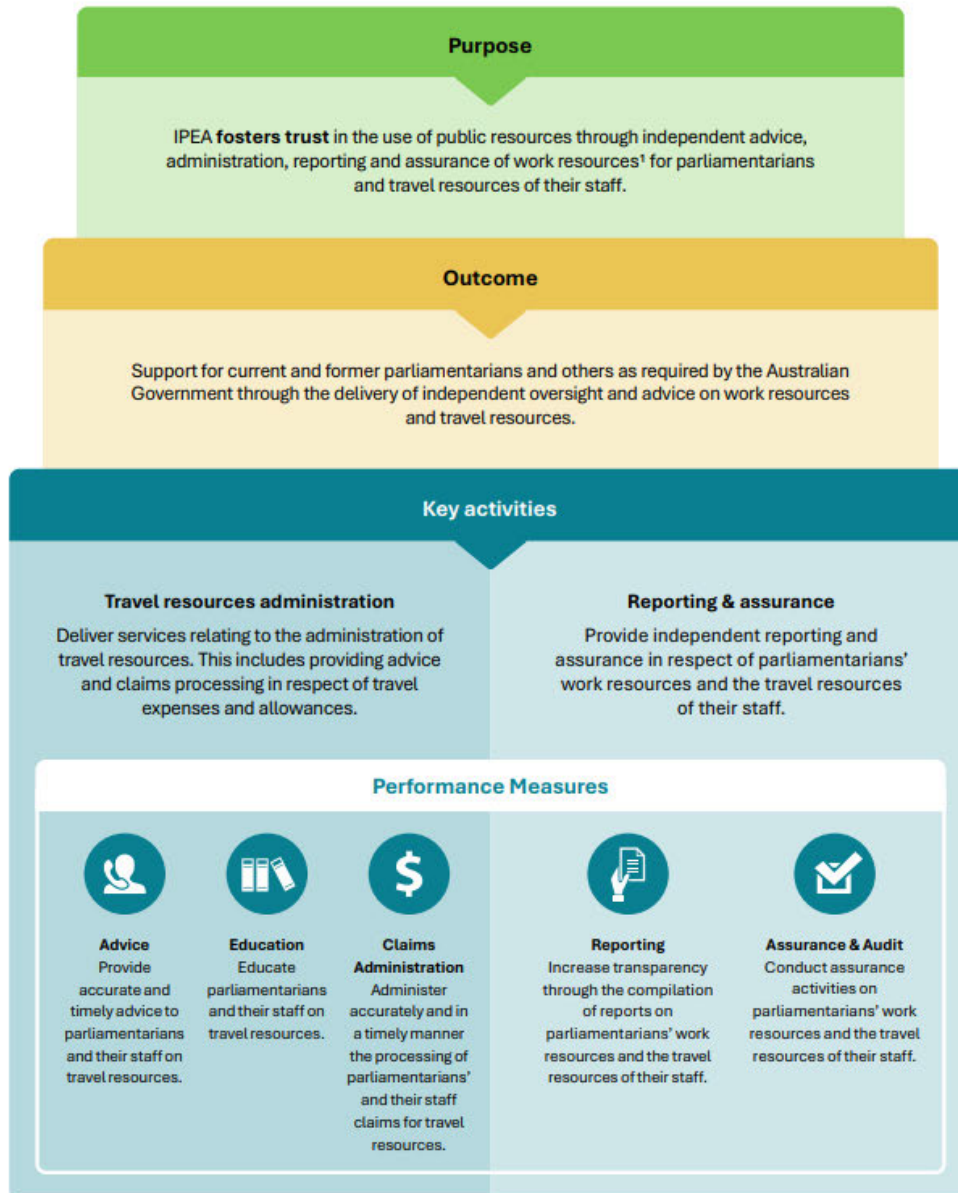 Purpose
IPEA fosters trust in the use of public resources through independent advice,
administration, reporting and assurance of work resources¹ for parliamentarians
and travel resources of their staff.
Outcome
Support for current and former parliamentarians and others as required by the Australian
Government through the delivery of independent oversight and advice on work resources
and travel resources.
Key activities
Travel resources administration
Deliver services relating to the administration of
travel resources. This includes providing advice
and claims processing in respect of travel
expenses and allowances.
Reporting & assurance
Provide independent reporting and
assurance in respect of parliamentarians’
work resources and the travel resources
of their staff.
Performance Measures
Advice
Provide
accurate and
timely advice to
parliamentarians
and their staff on
travel resources.
Education
Educate
parliamentarians
and their staff on
travel resources.
$
Claims
Administration
Administer
accurately and in
a timely manner
the processing of
parliamentarians’
and their staff
claims for travel
resources.
Reporting
Increase transparency
through the compilation
of reports on
parliamentarians’ work
resources and the travel
resources of their staff.
Assurance & Audit
Conduct assurance
activities on
parliamentarians’ work
resources and the travel
resources of their staff.